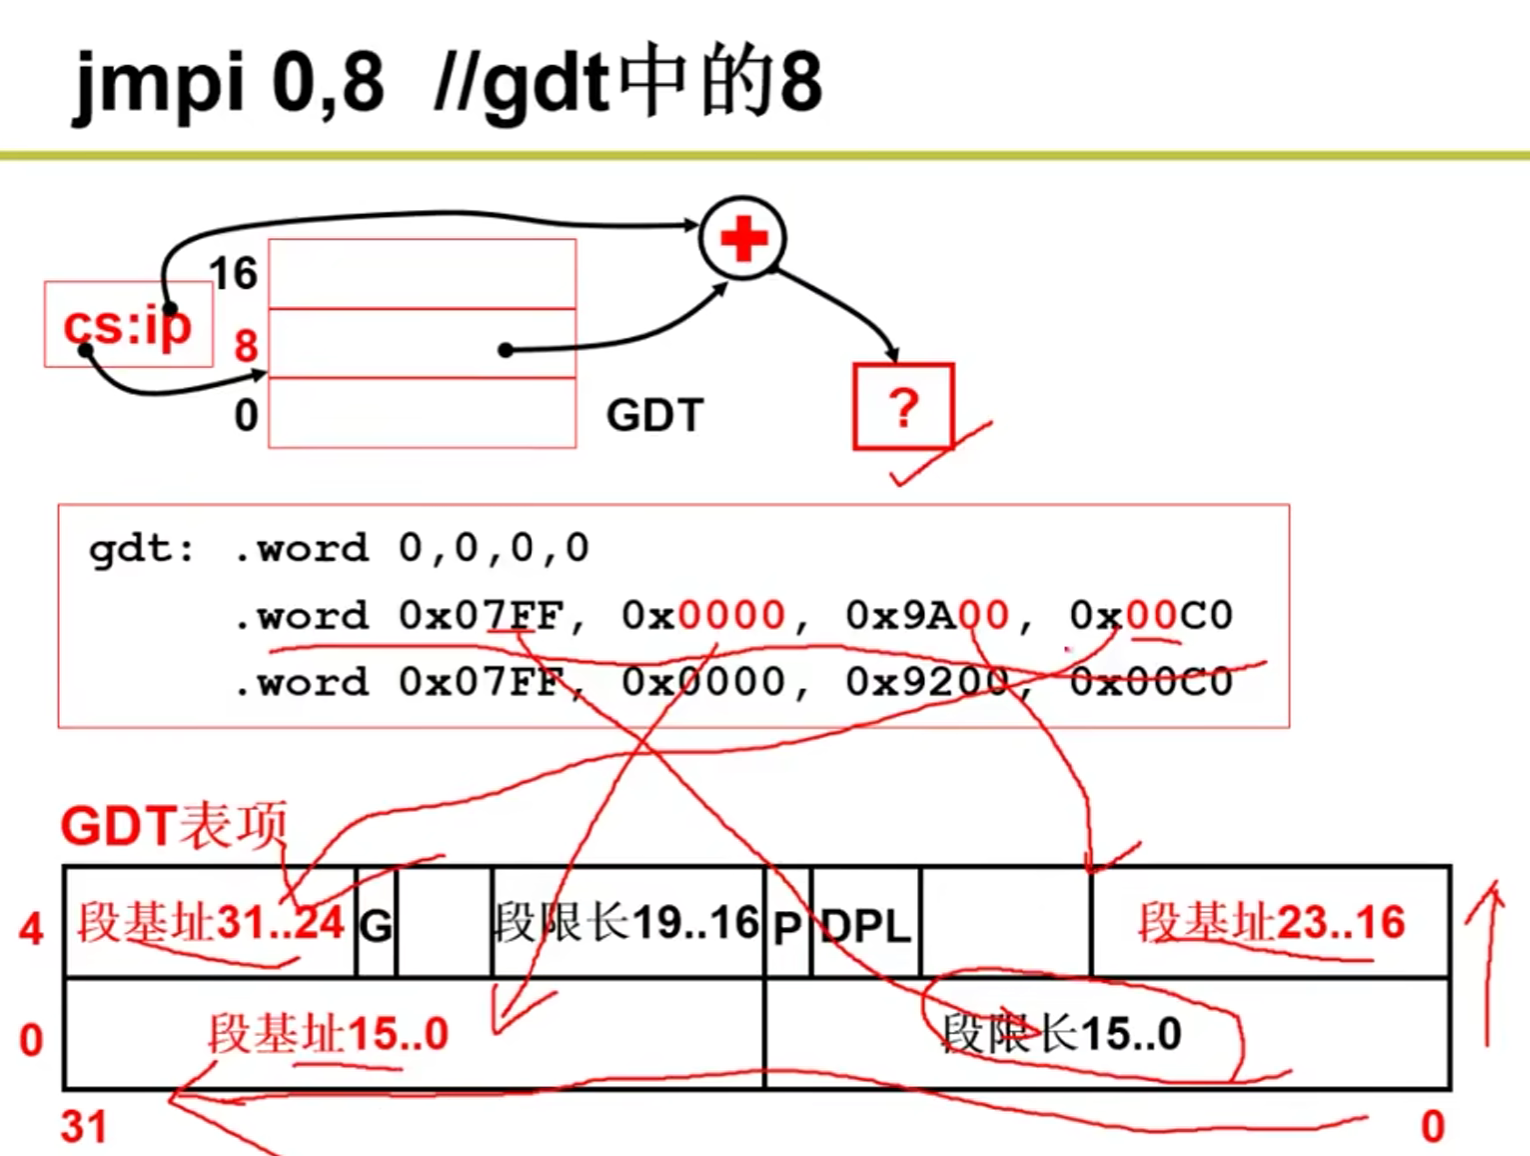 jmpi 0,8 //gdt中的8
16
cs:ip
8
0
GDT
?
gdt: .word 0,0,0,0
.word 0x07FF, 0x0000, 0x9A00, 0x00C0
.word 0x07FF, 0x0000, 0x9200, 0x00C0
GDT表项
4 段基址31..24 G 段限长19..16 P DPL 段基址23..16
0 段基址15..0 段限长15..0
31 0